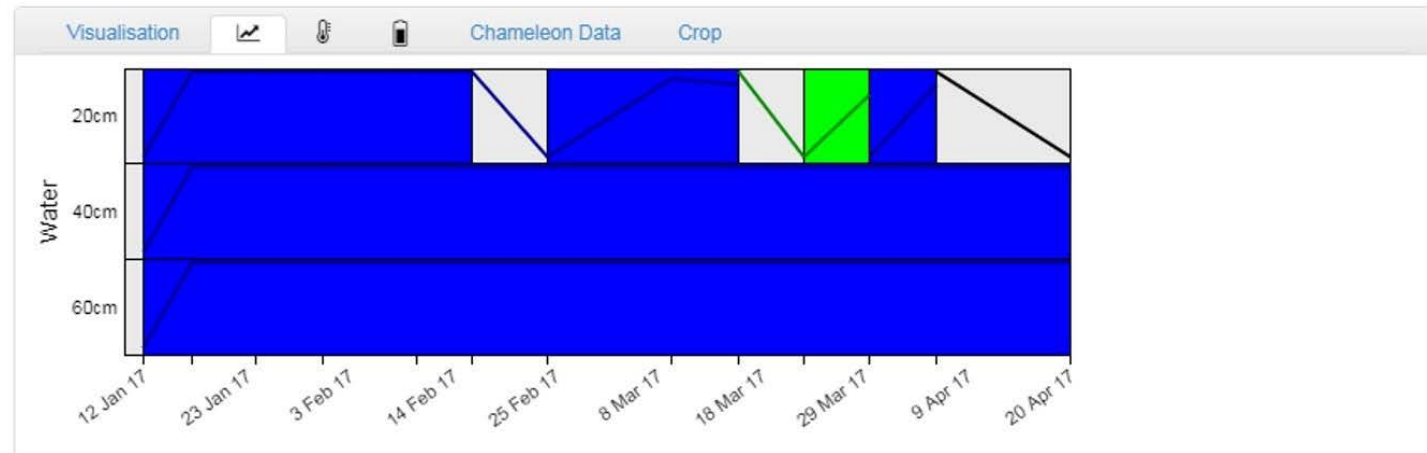 Visualisation Chameleon Data Crop
Water
20cm
40cm
60cm
12 Jan 17 23 Jan 17 3 Feb 17 14 Feb 17 25 Feb 17 8 Mar 17 18 Mar 17 29 Mar 17 9 Apr 17 20 Apr 17